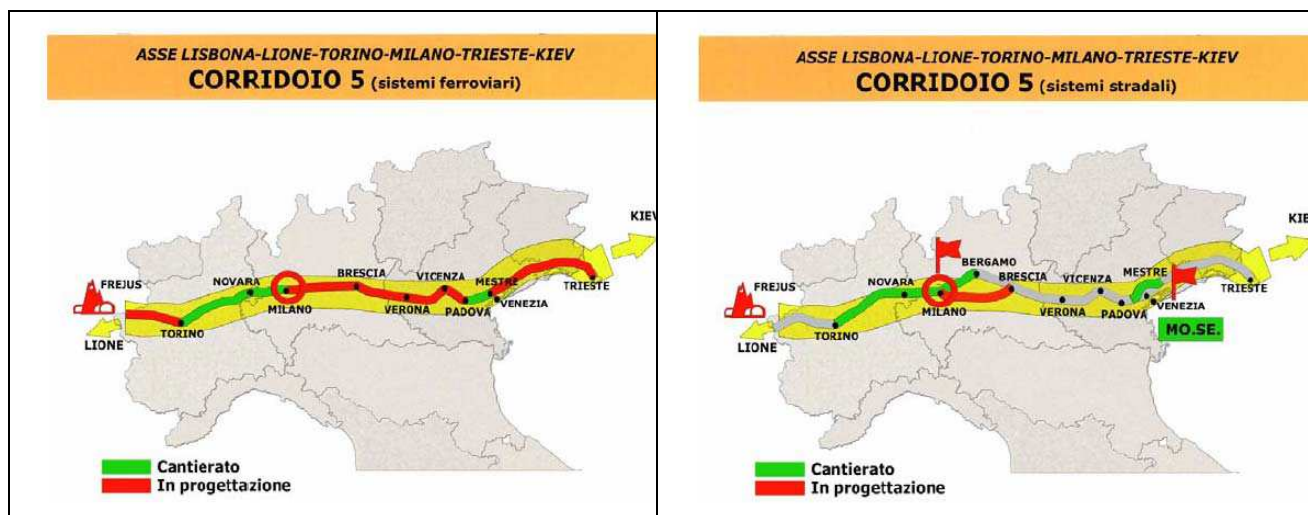 ASSE LISBONA-LIONE-TORINO-MILANO-TRIESTE-KIEV
CORRIDOIO 5 (sistemi ferroviari)
KIEV
FREJUS
NOVARA
BRESCIA
VICENZA
MESTRE
TRIESTE
LIONE
TORINO
MILANO
VERONA
PADOVA
VENEZIA
Cantierato
In progettazione
ASSE LISBONA-LIONE-TORINO-MILANO-TRIESTE-KIEV
CORRIDOIO 5 (sistemi stradali)
KIE
BERGAMO
FREJUS
NOVARA
BRESCIA
VICENZA
MESTRE
TRIESTE
LIONE
TORINO
MILANO
VERONA
PADOVA
VENEZIA
MO.SE.
Cantierato
In progettazione